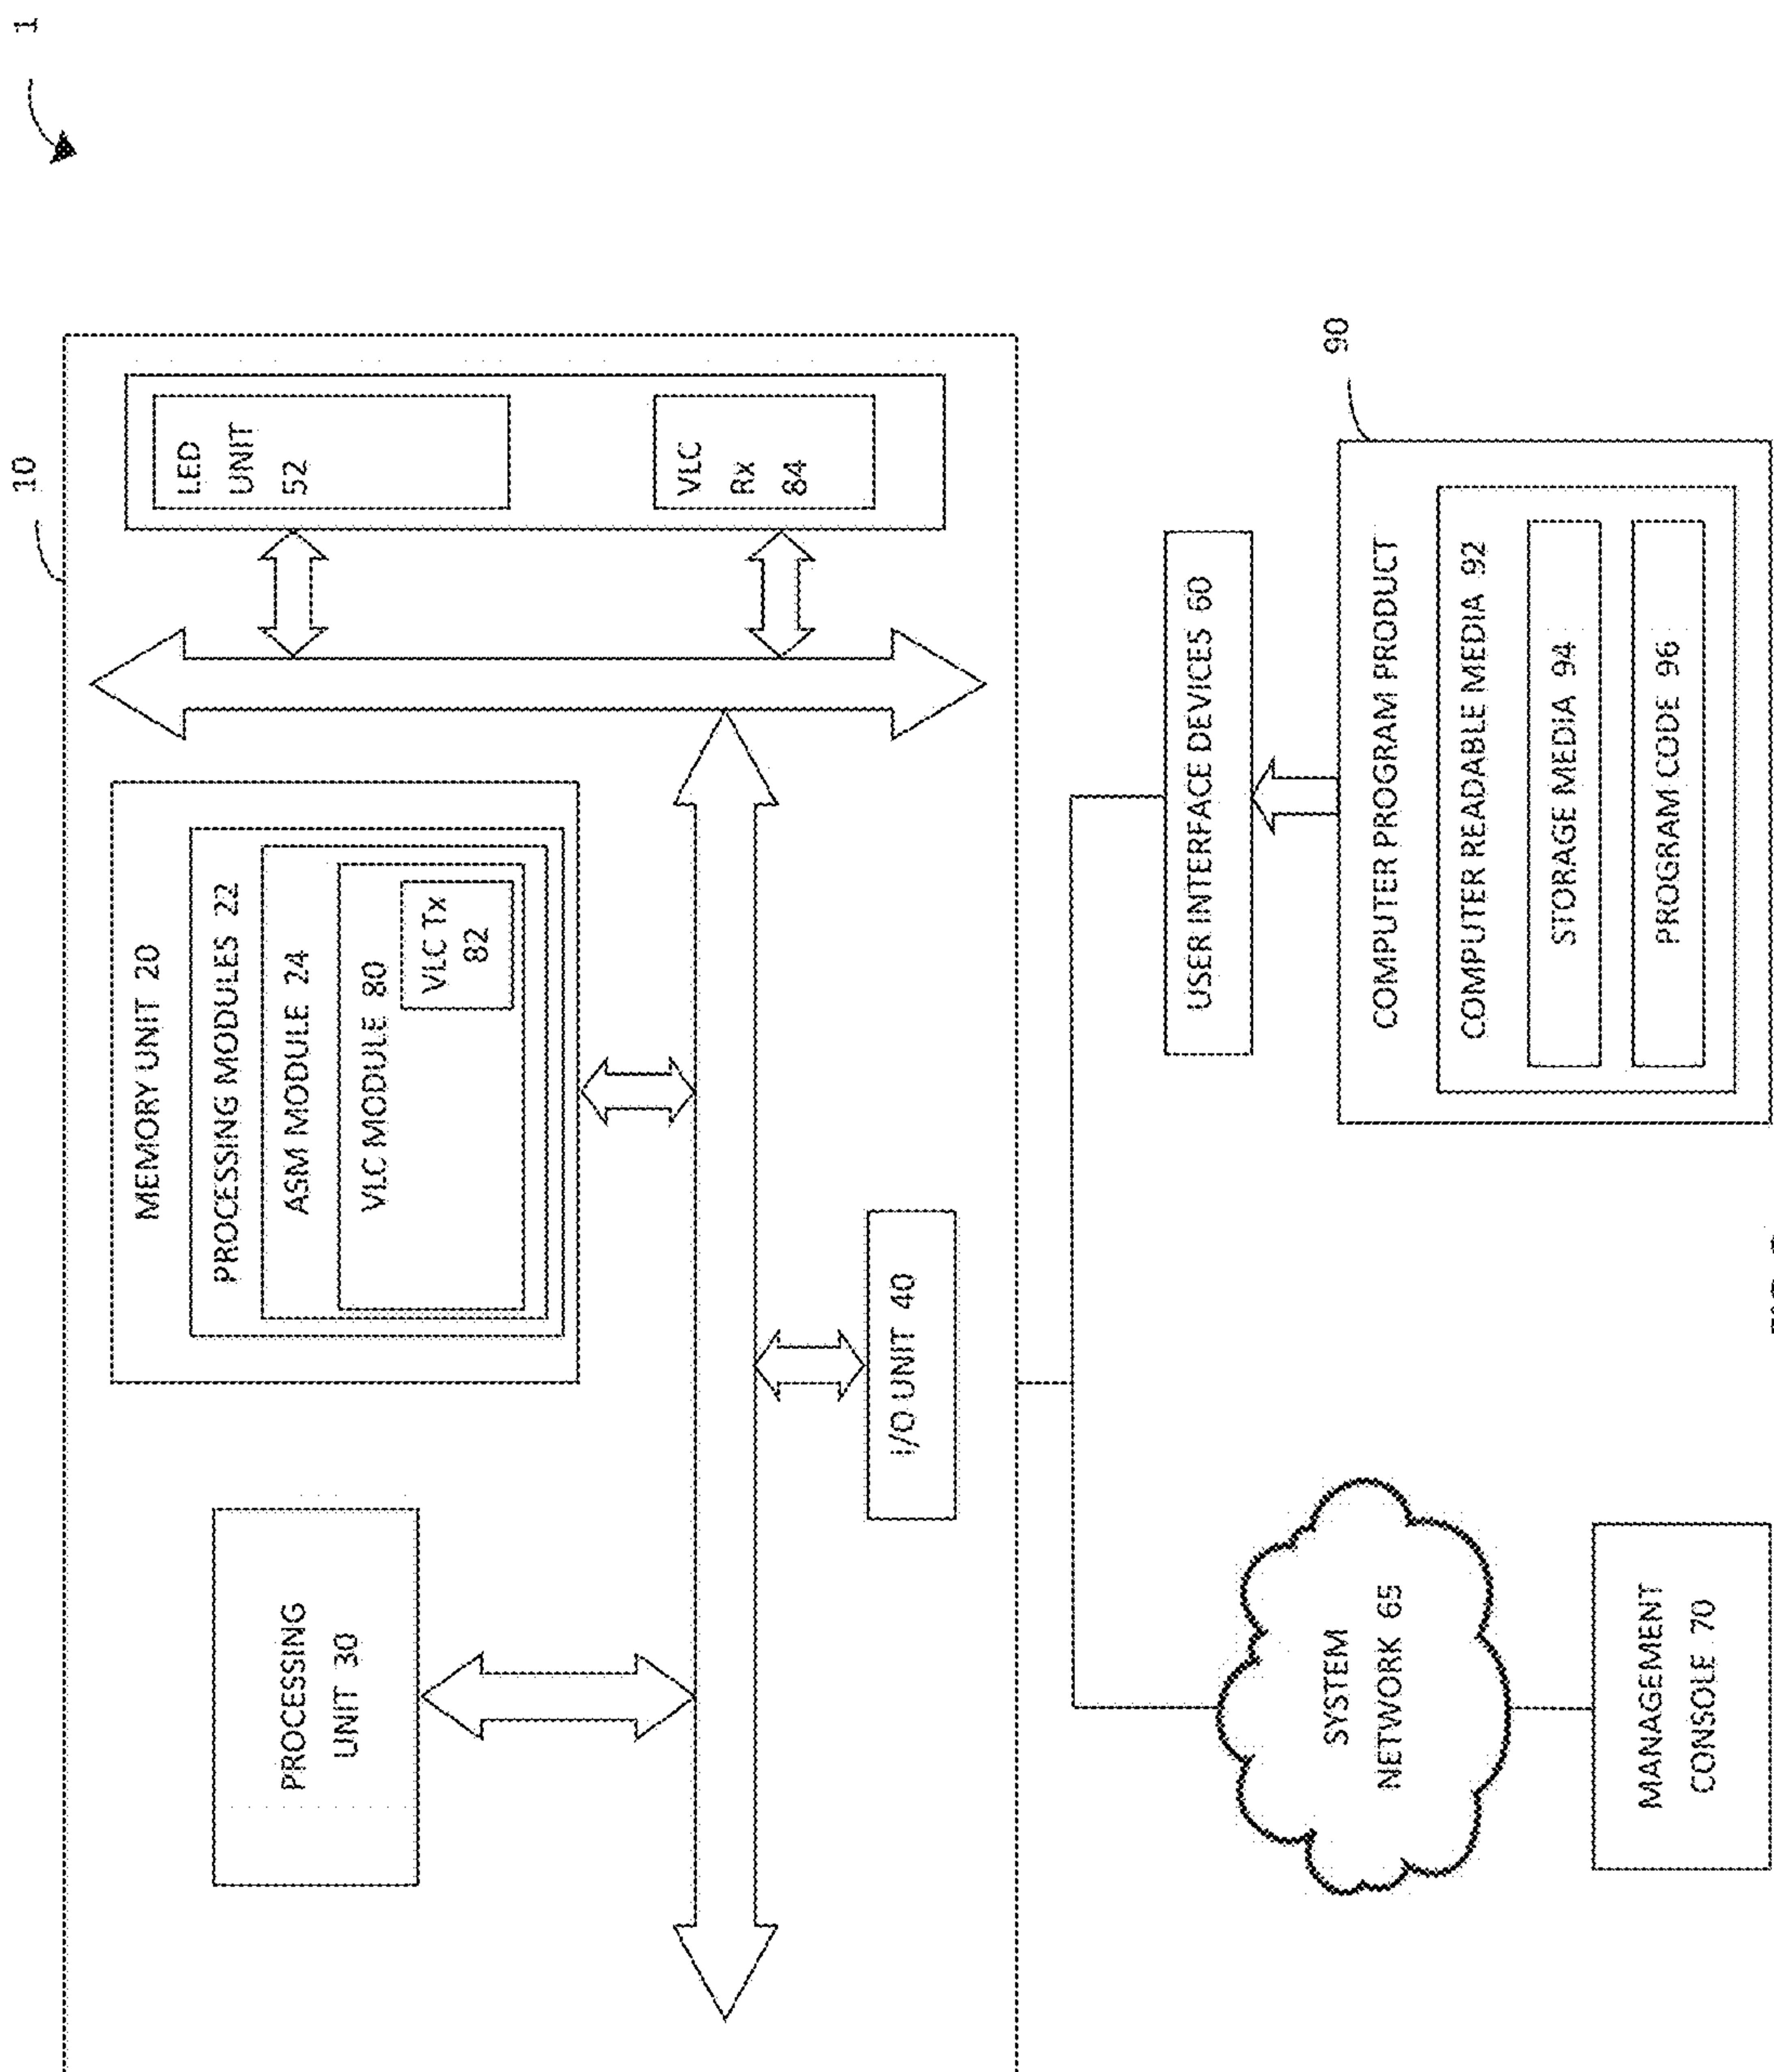 1
10
PROCESSING
UNIT 30
MEMORY UNIT 20
PROCESSING MODULES 22
ASM MODULE 24
VLC MODULE 80
VLC Tx
82
LED
UNIT
52
VLC
Rx
84
I/O UNIT 40
SYSTEM
NETWORK 65
MANAGEMENT
CONSOLE 70
USER INTERFACE DEVICES 60
90
COMPUTER PROGRAM PRODUCT
COMPUTER READABLE MEDIA 92
STORAGE MEDIA 94
PROGRAM CODE 96